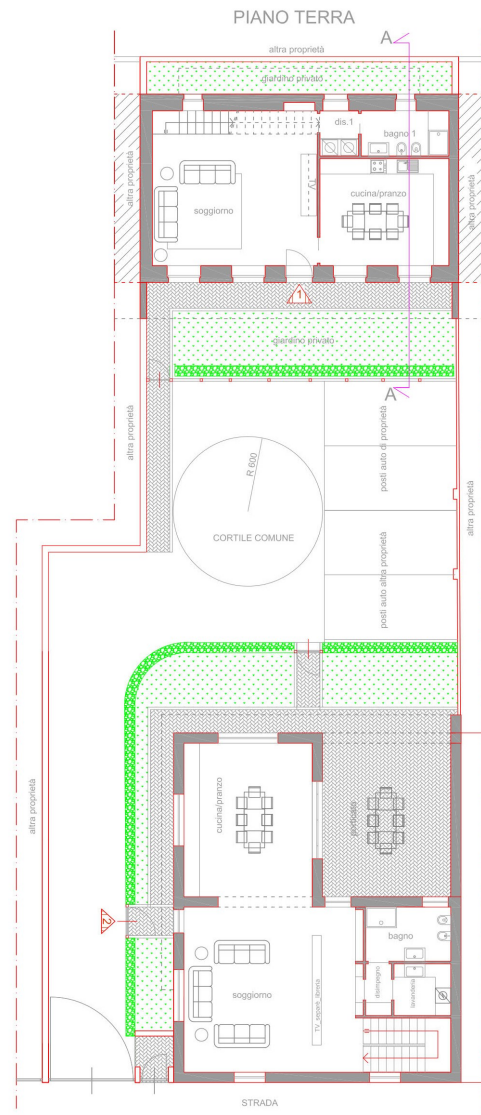 PIANO TERRA
altra proprietà
A
giardino privato
dis.1
bagno 1
altra proprietà
altra proprietà
TV
cucina/pranzo
soggiorno
1
giardino privato
A
altra proprietà
posti auto di proprietà
altra proprietà
R 600
CORTILE COMUNE
posti auto altra proprietà
altra proprietà
cucina/pranzo
porticato
2
bagno
soggiorno
TV_separé_libreria
disimpegno
lavanderia
STRADA